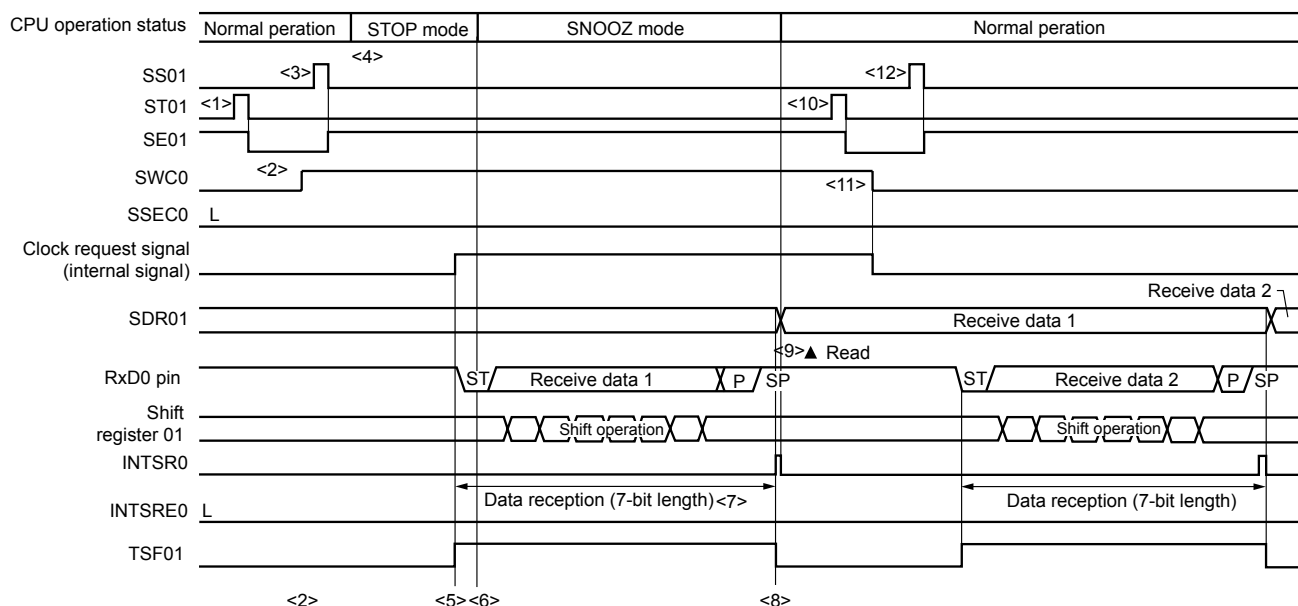 CPU operation status Normal peration STOP mode SNOOZ mode Normal peration
<4>
SS01 <3> <12>
ST01 <1> <10>
SE01
<2>
SWC0 <11>
SSEC0 L
Clock request signal
(internal signal)
Receive data 2
SDR01 Receive data 1
<9>▲ Read
RxD0 pin ST Receive data 1 P SP ST Receive data 2 P SP
Shift
register 01 Shift operation Shift operation
INTSR0
Data reception (7-bit length)<7> Data reception (7-bit length)
INTSRE0 L
TSF01
<2> <5> <6> <8>